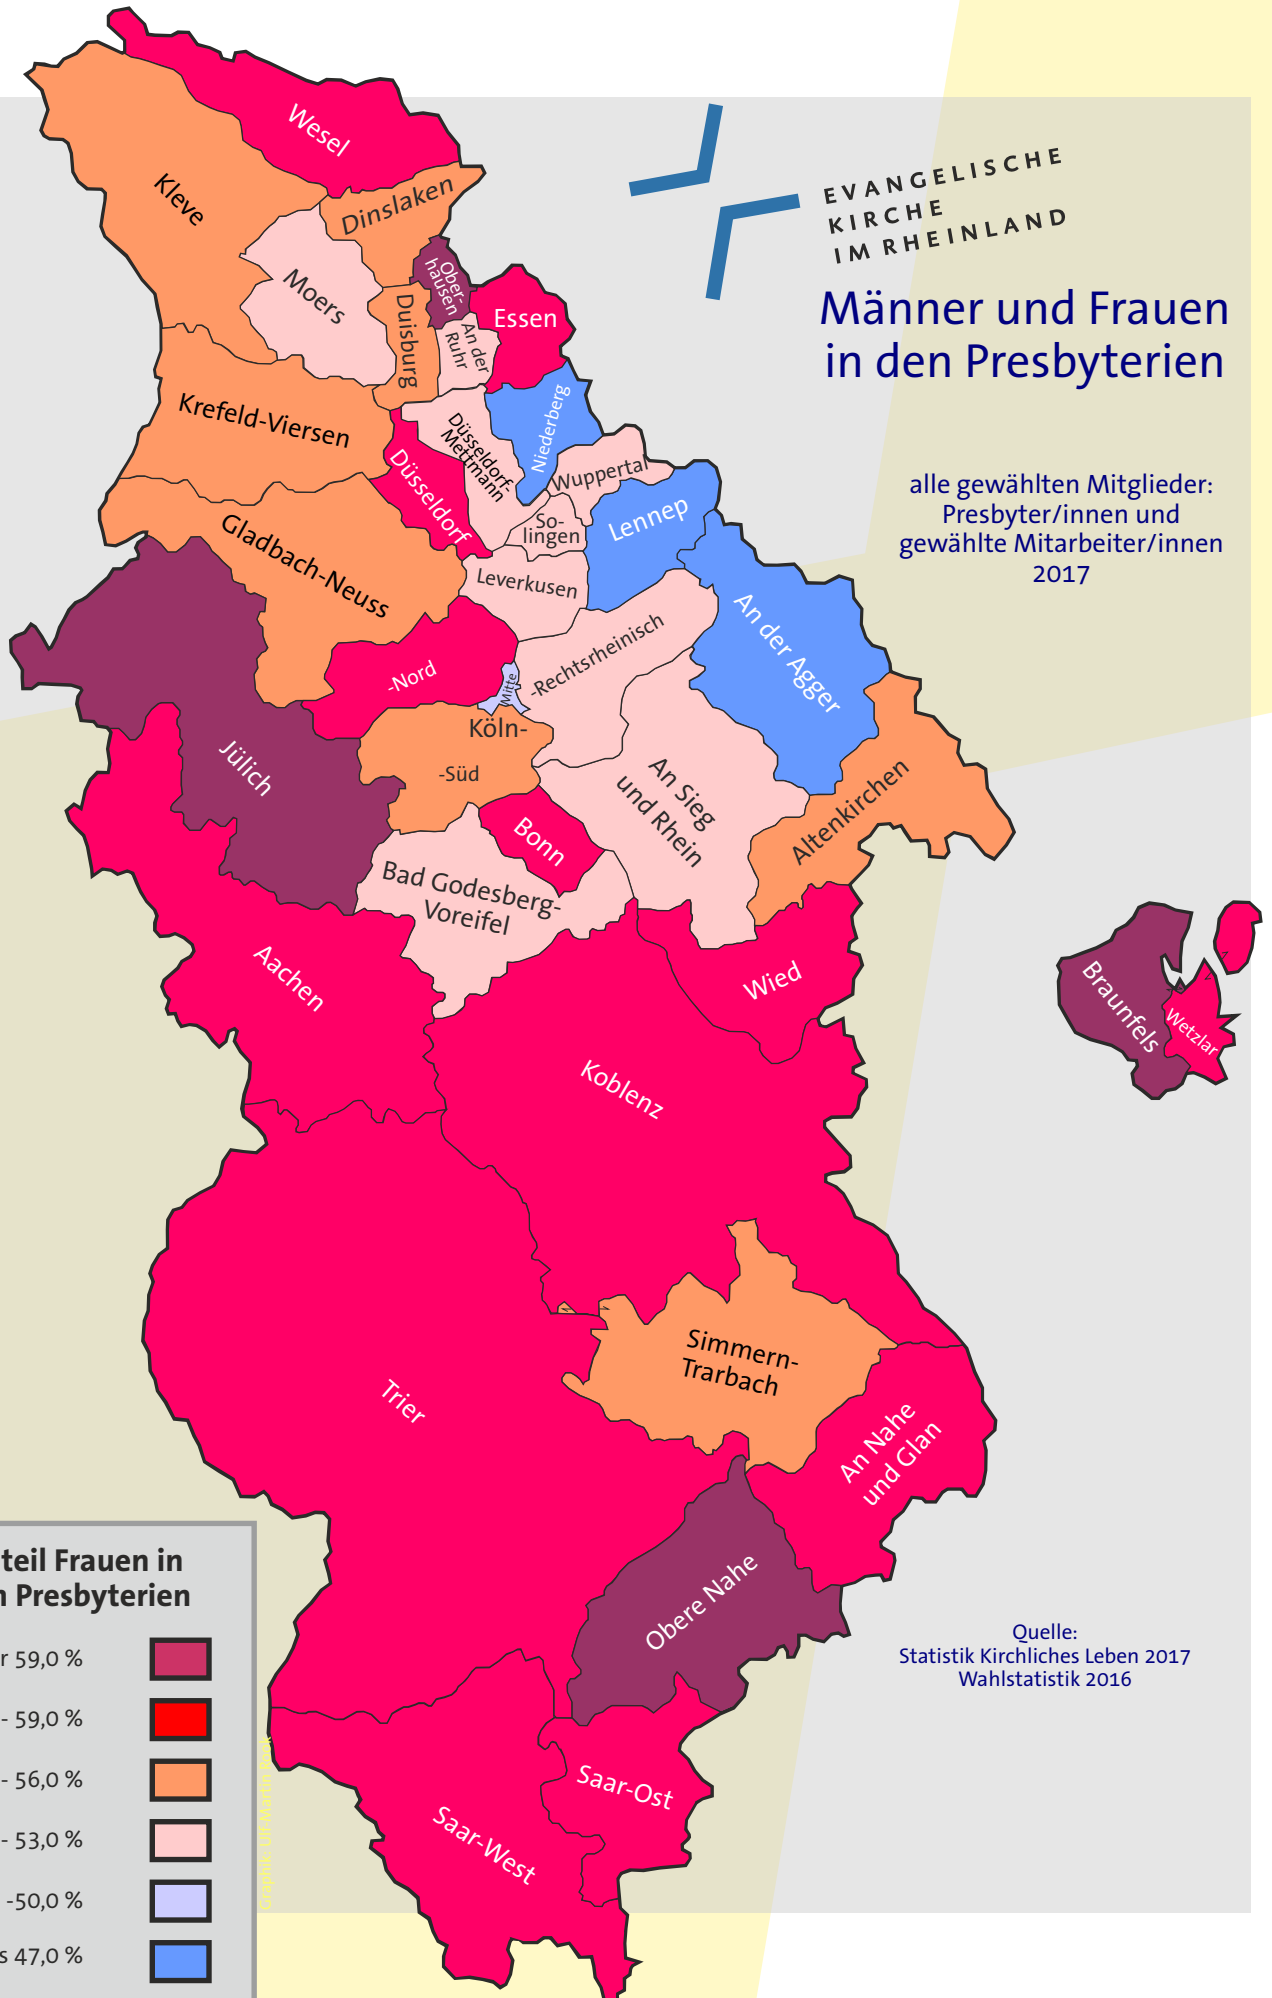 EVANGELISCHE
KIRCHE
IM RHEINLAND
Männer und Frauen
in den Presbyterien
alle gewählten Mitglieder:
Presbyter/innen und
gewählte Mitarbeiter/innen
2017
Wesel
Kleve
Dinslaken
Ober-
hausen
Moers
Duisburg
Essen
An der
Ruhr
Krefeld-Viersen
Niederberg
Düsseldorf-
Mettmann
Düsseldorf
Wuppertal
Lennep
So-
lingen
Gladbach-Neuss
Leverkusen
An der Agger
-Rechtsrheinisch
-Nord
Mitte
Köln-
-Süd
Jülich
An Sieg
und Rhein
Altenkirchen
Bonn
Bad Godesberg-
Voreifel
Aachen
Wied
Braunfels
Wetzlar
Koblenz
Simmern-
Trarbach
Trier
An Nahe
und Glan
Obere Nahe
Saar-Ost
Saar-West
teil Frauen in
n Presbyterien
r 59,0 %
- 59,0 %
- 56,0 %
- 53,0 %
-50,0 %
s 47,0 %
Quelle:
Statistik Kirchliches Leben 2017
Wahlstatistik 2016
Graphik: Ulf-Martin